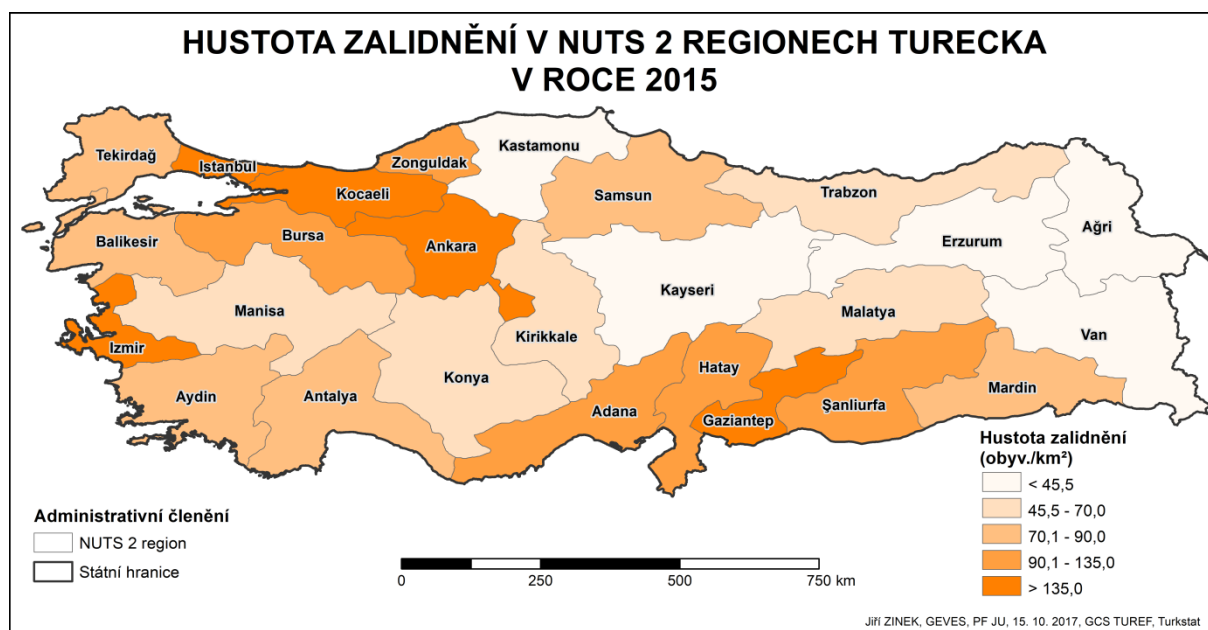 HUSTOTA ZALIDNĚNÍ V NUTS 2 REGIONECH TURECKA
V ROCE 2015
Kastamonu
Tekirdağ
Istanbul
Zonguldak
Kocaeli
Samsun
Trabzon
Ağri
Balikesir
Bursa
Ankara
Erzurum
Kayseri
Manisa
Malatya
Kirikkale
Van
Izmir
Hatay
Konya
Mardin
Aydin
Antalya
Adana
Gaziantep
Şanliurfa
Hustota zalidnění
(obyv./km²)
< 45,5
45,5 - 70,0
70,1 - 90,0
90,1 - 135,0
> 135,0
Administrativní členění
NUTS 2 region
Státní hranice
0 250 500 750 km
Jiří ZINEK, GEVES, PF JU, 15. 10. 2017, GCS TUREF, Turkstat